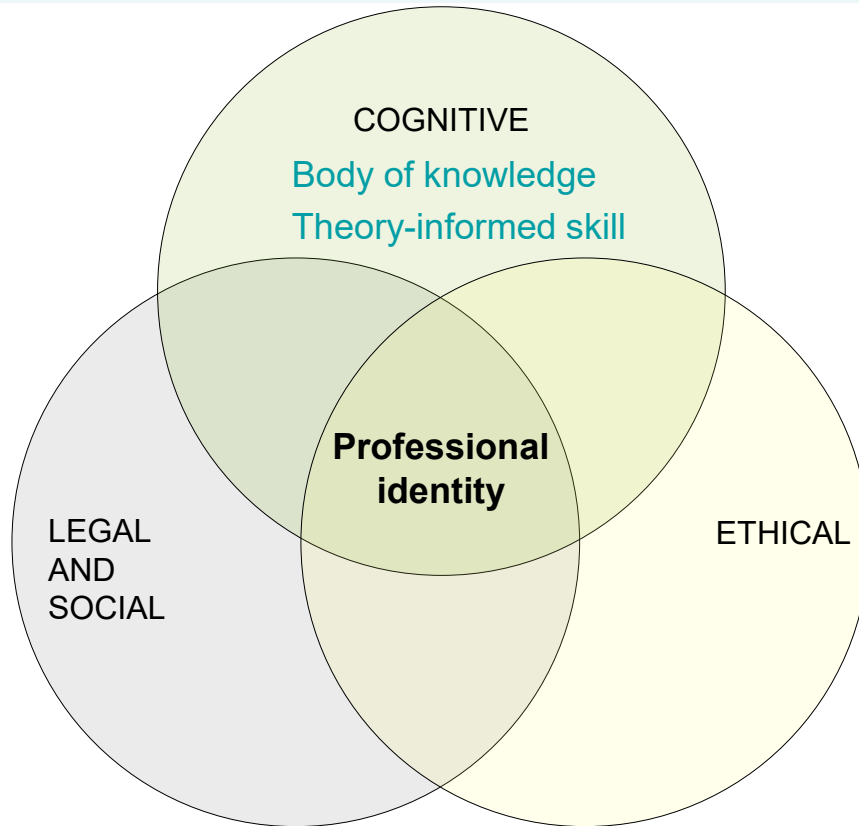 COGNITIVE
Body of knowledge
Theory-informed skill
Professional
identity
LEGAL
AND
SOCIAL
ETHICAL